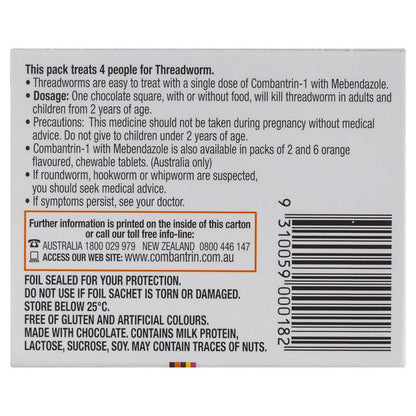 This pack treats 4 people for Threadworm.
• Threadworms are easy to treat with a single dose of Combantrin-1 with Mebendazole.
• Dosage: One chocolate square, with or without food, will kill threadworm in adults and
children from 2 years of age.
• Precautions: This medicine should not be taken during pregnancy without medical
advice. Do not give to children under 2 years of age.
• Combantrin-1 with Mebendazole is also available in packs of 2 and 6 orange
flavoured, chewable tablets. (Australia only)
• If roundworm, hookworm or whipworm are suspected,
you should seek medical advice.
• If symptoms persist, see your doctor.
Further information is printed on the inside of this carton
or call our toll free info-line:
AUSTRALIA 1800 029 979 NEW ZEALAND 0800 446 147
ACCESS OUR WEB SITE: www.combantrin.com.au
FOIL SEALED FOR YOUR PROTECTION.
DO NOT USE IF FOIL SACHET IS TORN OR DAMAGED.
STORE BELOW 25°C.
FREE OF GLUTEN AND ARTIFICIAL COLOURS.
MADE WITH CHOCOLATE. CONTAINS MILK PROTEIN,
LACTOSE, SUCROSE, SOY. MAY CONTAIN TRACES OF NUTS.
9 310059 000182